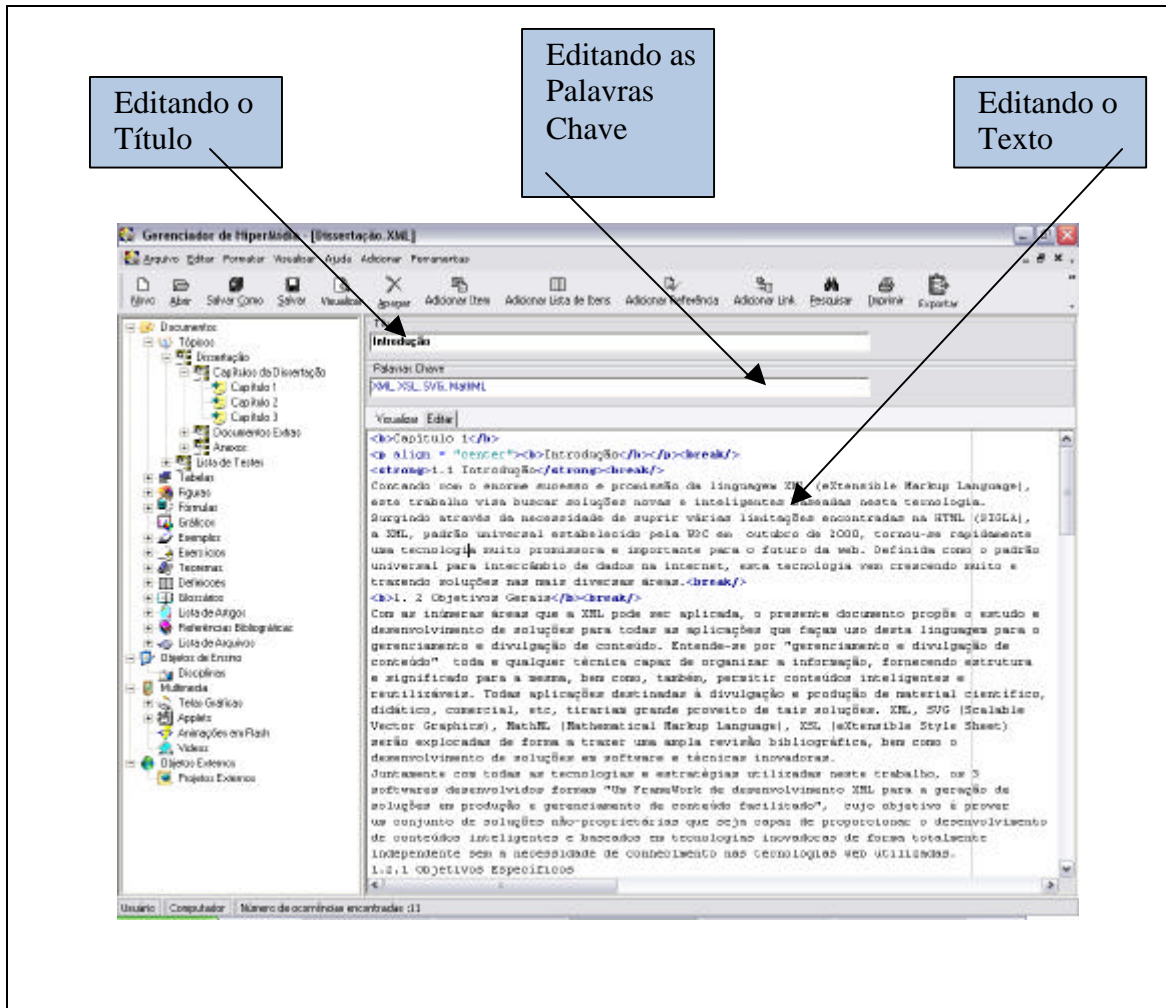 Editando o
Título
Editando as
Palavras
Chave
Editando o
Texto
Gerenciador de HiperMídia - [Dissertação.XML]
Arquivo Editar Formatar Visualizar Ajuda Adicionar Ferramentas
Novo Abrir Salvar Como Salvar Visualizar Apagar Adicionar Item Adicionar Lista de Itens Adicionar Referência Adicionar Link Pesquisar Imprimir Exportar
Documentos
Tópicos
Dissertação
Capítulos da Dissertação
Capítulo 1
Capítulo 2
Capítulo 3
Documentos Extras
Anexos
Lista de Testes
Tabelas
Figuras
Fórmulas
Gráficos
Exemplos
Exercícios
Teoremas
Definicoes
Glossários
Lista de Artigos
Referências Bibliográficas
Lista de Arquivos
Objetos de Ensino
Disciplinas
Multimedia
Telas Gráficas
Applets
Animações em Flash
Videos
Objetos Externos
Projetos Externos
Introdução
Palavras Chave
XML, XSL, SVG, MathML
Visualizar Editar
<b>Capítulo 1</b>
<p align = "center"><b>Introdução</b></p><break/>
<strong>1.1 Introdução</strong><break/>
Contando com o enorme sucesso e promissão da linguagem XML (eXtensible Markup Language),
este trabalho visa buscar soluções novas e inteligentes baseadas nesta tecnologia.
Surgindo através da necessidade de suprir várias limitações encontradas na HTML (SIGLA),
a XML, padrão universal estabelecido pela W3C em outubro de 2000, tornou-se rapidamente
uma tecnologia muito promissora e importante para o futuro da web. Definida como o padrão
universal para intercâmbio de dados na internet, esta tecnologia vem crescendo muito e
trazendo soluções nas mais diversas áreas.<break/>
<b>1. 2 Objetivos Gerais</b><break/>
Com as inúmeras áreas que a XML pode ser aplicada, o presente documento propõe o estudo e
desenvolvimento de soluções para todas as aplicações que façam uso desta linguagem para o
gerenciamento e divulgação de conteúdo. Entende-se por "gerenciamento e divulgação de
conteúdo" toda e qualquer técnica capaz de organizar a informação, fornecendo estrutura
e significado para a mesma, bem como, também, permitir conteúdos inteligentes e
reutilizáveis. Todas aplicações destinadas à divulgação e produção de material científico,
didático, comercial, etc, tirariam grande proveito de tais soluções. XML, SVG (Scalable
Vector Graphics), MathML (Mathematical Markup Language), XSL (eXtensible Style Sheet)
serão explorados de forma a trazer uma ampla revisão bibliográfica, bem como o
desenvolvimento de soluções em software e técnicas inovadoras.
Juntamente com todas as tecnologias e estratégias utilizadas neste trabalho, os 3
softwares desenvolvidos formam "Um FrameWork de desenvolvimento XML para a geração de
soluções em produção e gerenciamento de conteúdo facilitado", cujo objetivo é prover
um conjunto de soluções não-proprietárias que seja capaz de proporcionar o desenvolvimento
de conteúdos inteligentes e baseados em tecnologias inovadoras de forma totalmente
independente sem a necessidade de conhecimento nas tecnologias web utilizadas.
1.2.1 Objetivos Específicos
Usuário Computador Número de ocorrências encontradas :11